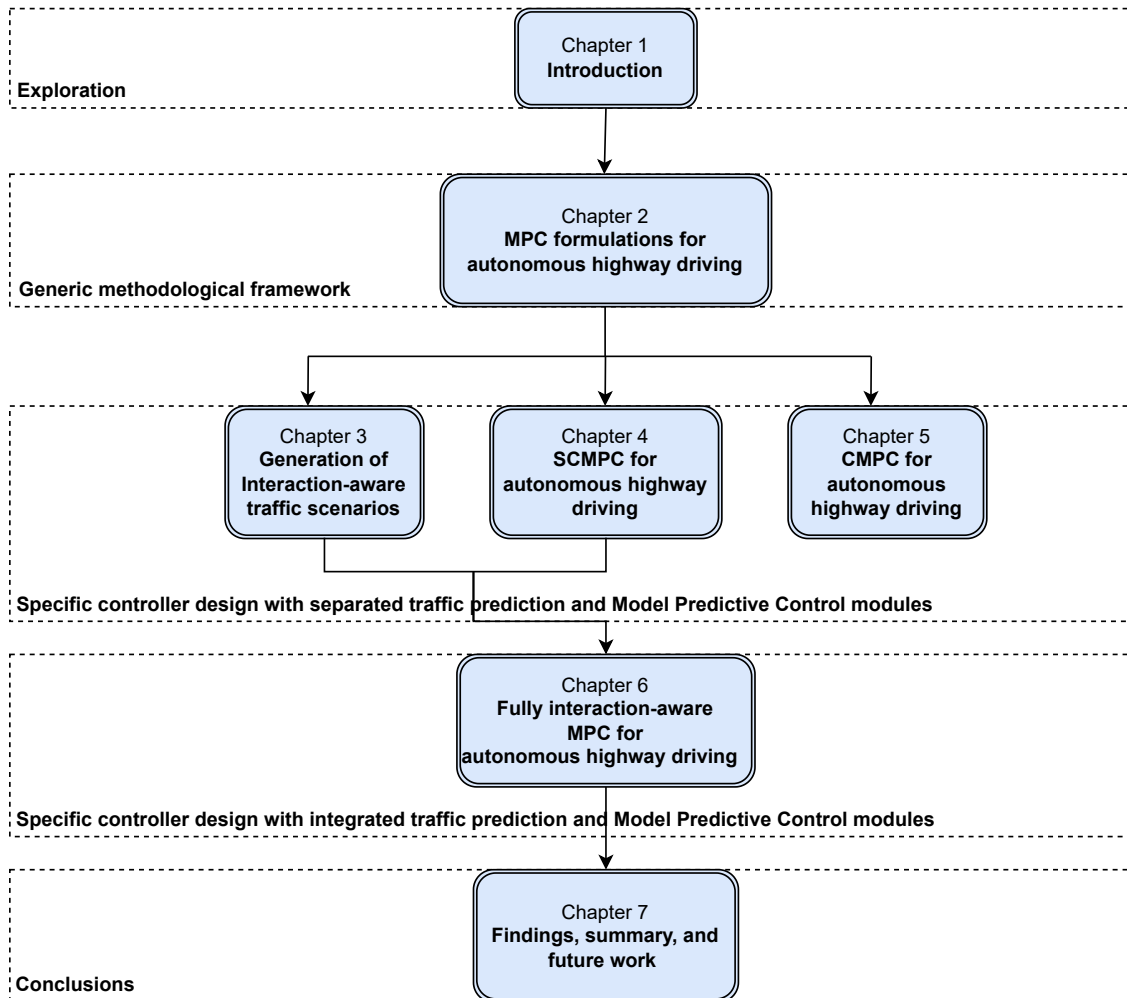 Chapter 1
Introduction
Exploration
Chapter 2
MPC formulations for
autonomous highway driving
Generic methodological framework
Chapter 3
Generation of
Interaction-aware
traffic scenarios
Chapter 4
SCMPC for
autonomous highway
driving
Chapter 5
CMPC for
autonomous
highway driving
Specific controller design with separated traffic prediction and Model Predictive Control modules
Chapter 6
Fully interaction-aware
MPC for
autonomous highway driving
Specific controller design with integrated traffic prediction and Model Predictive Control modules
Chapter 7
Findings, summary, and
future work
Conclusions